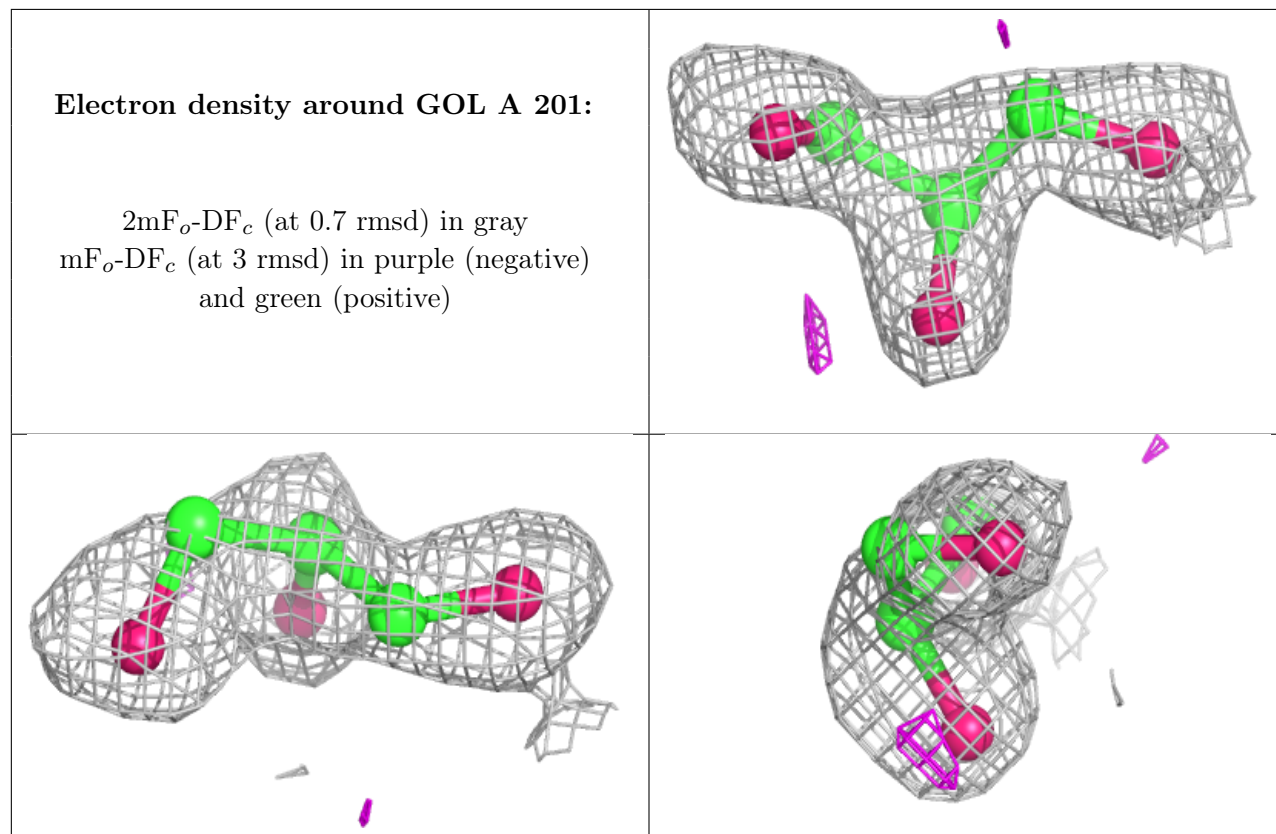 Electron density around GOL A 201:
2mFo-DFc (at 0.7 rmsd) in gray
mFo-DFc (at 3 rmsd) in purple (negative)
and green (positive)